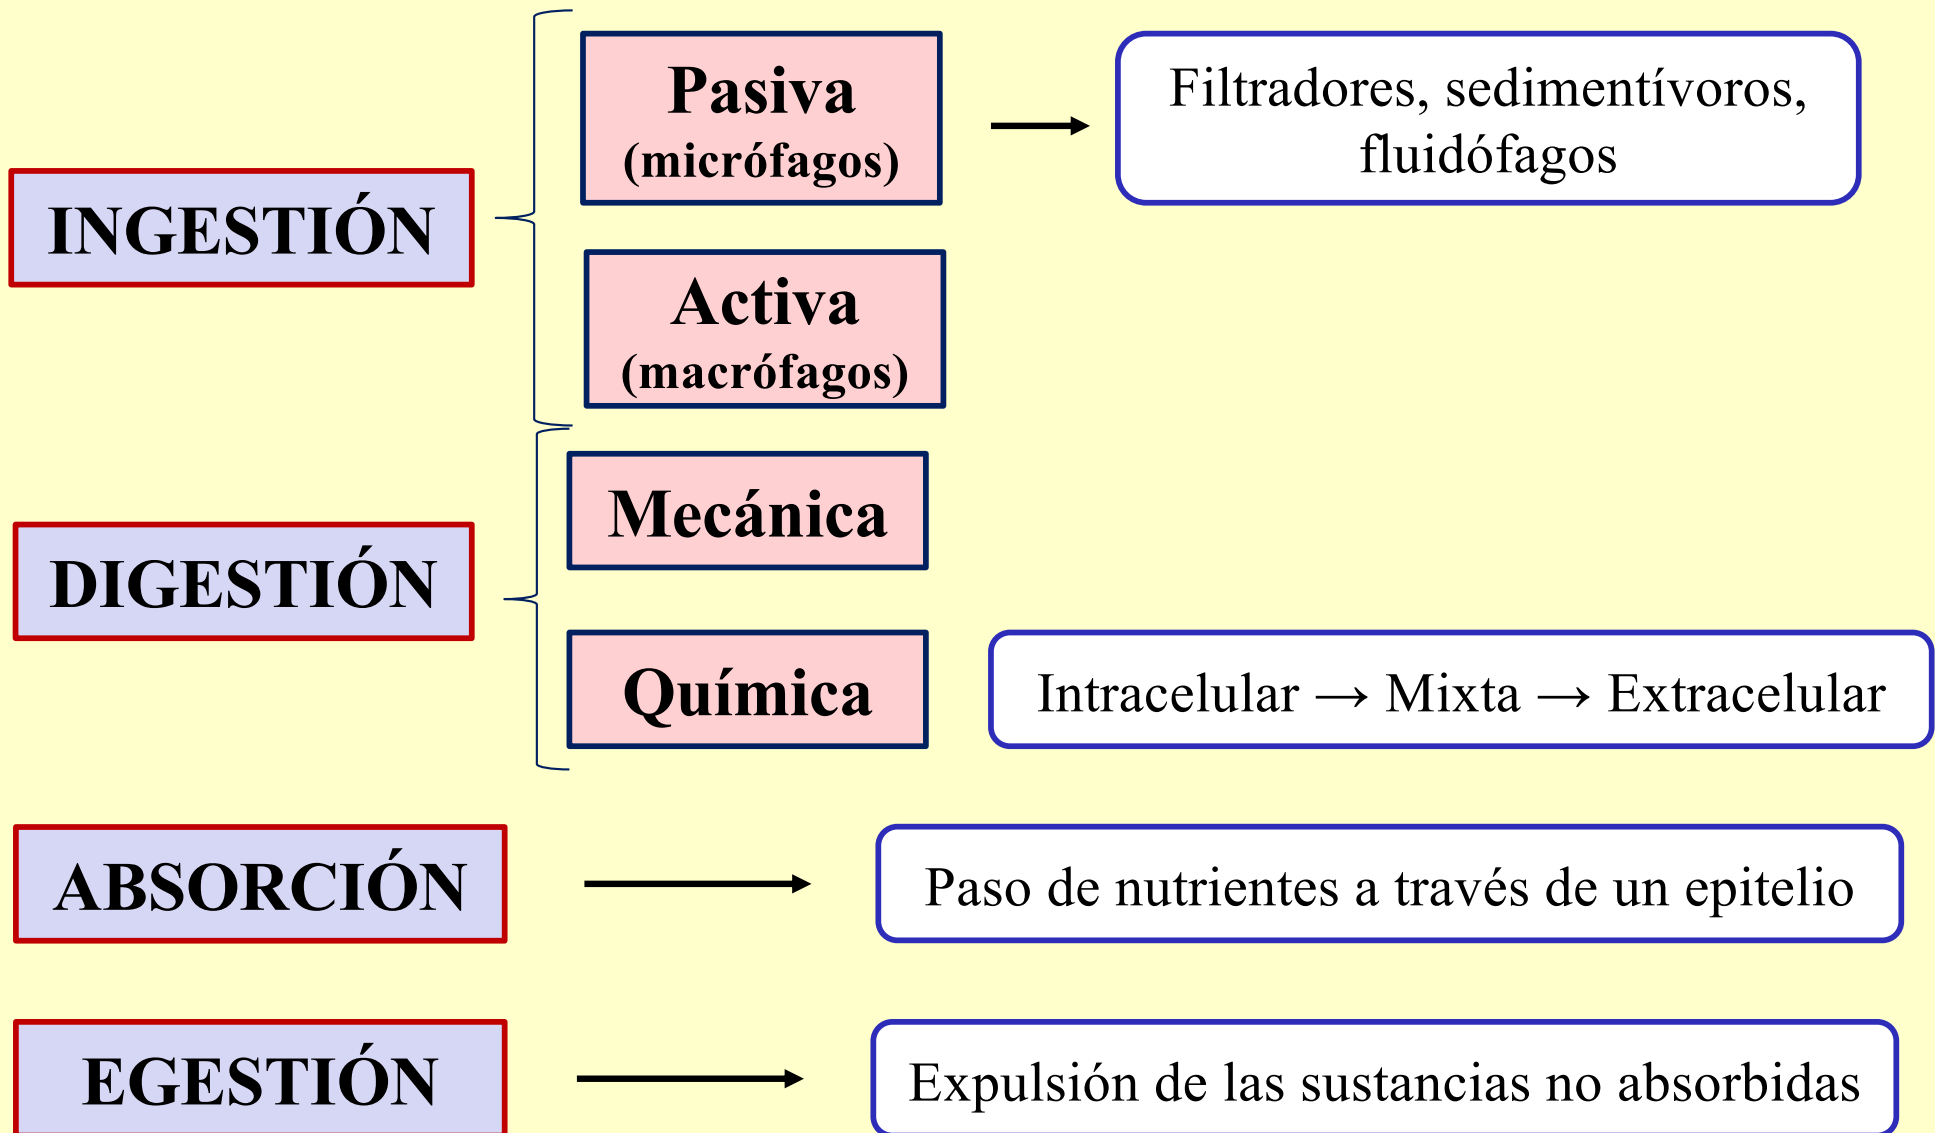 INGESTIÓN
Pasiva
(micrófagos)
Filtradores, sedimentívoros,
fluidófagos
Activa
(macrófagos)
DIGESTIÓN
Mecánica
Química
Intracelular → Mixta → Extracelular
ABSORCIÓN
Paso de nutrientes a través de un epitelio
EGESTIÓN
Expulsión de las sustancias no absorbidas